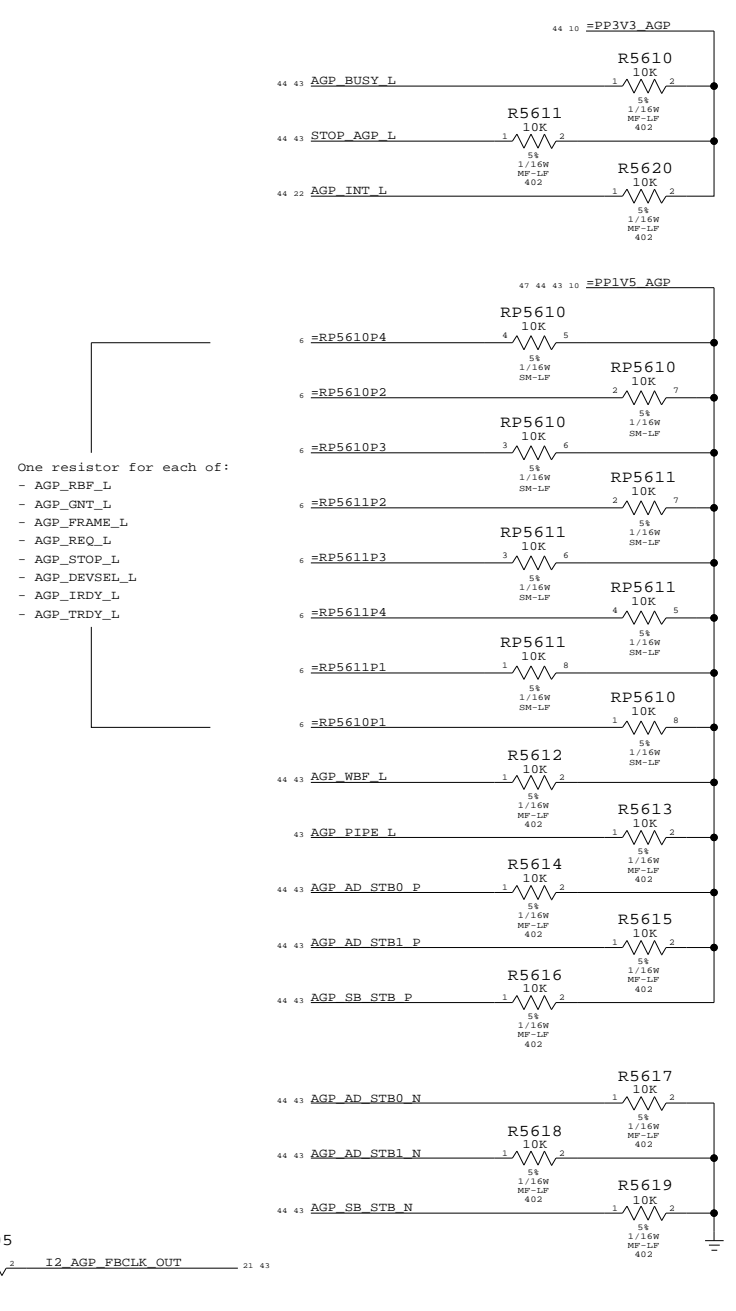 44 10 =PP3V3_AGP
R5610
10K
44 43 AGP_BUSY_L 1 2
5%
1/16W
MF-LF
402
R5611
10K
44 43 STOP_AGP_L 1 2
5%
1/16W
MF-LF
402
R5620
10K
44 22 AGP_INT_L 1 2
5%
1/16W
MF-LF
402
47 44 43 10 =PP1V5_AGP
RP5610
10K
6 =RP5610P4 4 5
5%
1/16W
SM-LF
RP5610
10K
6 =RP5610P2 2 7
5%
1/16W
SM-LF
RP5610
10K
6 =RP5610P3 3 6
5%
1/16W
SM-LF
One resistor for each of:
- AGP_RBF_L
- AGP_GNT_L
- AGP_FRAME_L
- AGP_REQ_L
- AGP_STOP_L
- AGP_DEVSEL_L
- AGP_IRDY_L
- AGP_TRDY_L
RP5611
10K
6 =RP5611P2 2 7
5%
1/16W
SM-LF
RP5611
10K
6 =RP5611P3 3 6
5%
1/16W
SM-LF
RP5611
10K
6 =RP5611P4 4 5
5%
1/16W
SM-LF
RP5611
10K
6 =RP5611P1 1 8
5%
1/16W
SM-LF
RP5610
10K
6 =RP5610P1 1 8
5%
1/16W
SM-LF
R5612
10K
44 43 AGP_WBF_L 1 2
5%
1/16W
MF-LF
402
R5613
10K
43 AGP_PIPE_L 1 2
5%
1/16W
MF-LF
402
R5614
10K
44 43 AGP_AD_STB0_P 1 2
5%
1/16W
MF-LF
402
R5615
10K
44 43 AGP_AD_STB1_P 1 2
5%
1/16W
MF-LF
402
R5616
10K
44 43 AGP_SB_STB_P 1 2
5%
1/16W
MF-LF
402
R5617
10K
44 43 AGP_AD_STB0_N 1 2
5%
1/16W
MF-LF
402
R5618
10K
44 43 AGP_AD_STB1_N 1 2
5%
1/16W
MF-LF
402
R5619
10K
44 43 AGP_SB_STB_N 1 2
5%
1/16W
MF-LF
402
2 I2_AGP_FBCLK_OUT 21 43